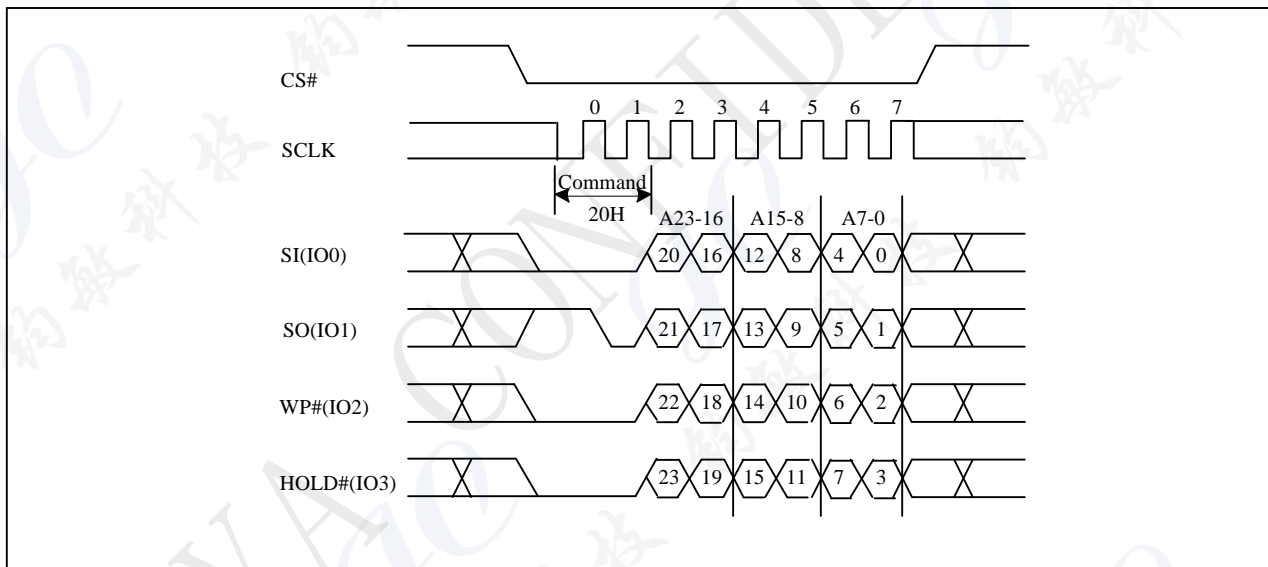 CS#
0 1 2 3 4 5 6 7
SCLK
Command
20H
A23-16 A15-8 A7-0
SI(IO0) 20 16 12 8 4 0
SO(IO1) 21 17 13 9 5 1
WP#(IO2) 22 18 14 10 6 2
HOLD#(IO3) 23 19 15 11 7 3